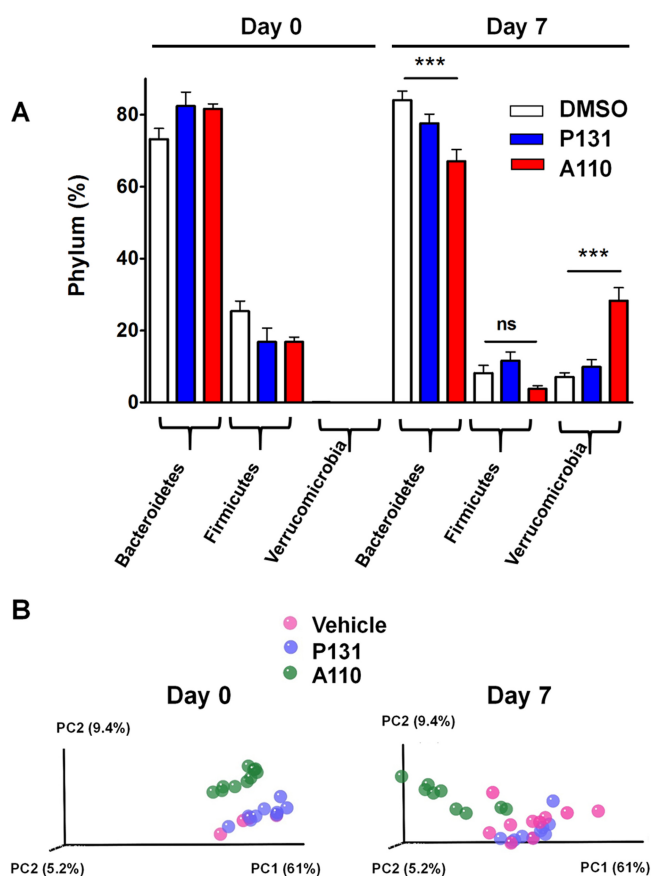 Day 0
Day 7
A
Phylum (%)
80
60
40
20
0
***
ns
***
DMSO
P131
A110
Bacteroidetes
Firmicutes
Verrucomicrobia
Bacteroidetes
Firmicutes
Verrucomicrobia
B
Vehicle
P131
A110
Day 0
Day 7
PC2 (9.4%)
PC2 (5.2%)
PC1 (61%)
PC2 (9.4%)
PC2 (5.2%)
PC1 (61%)